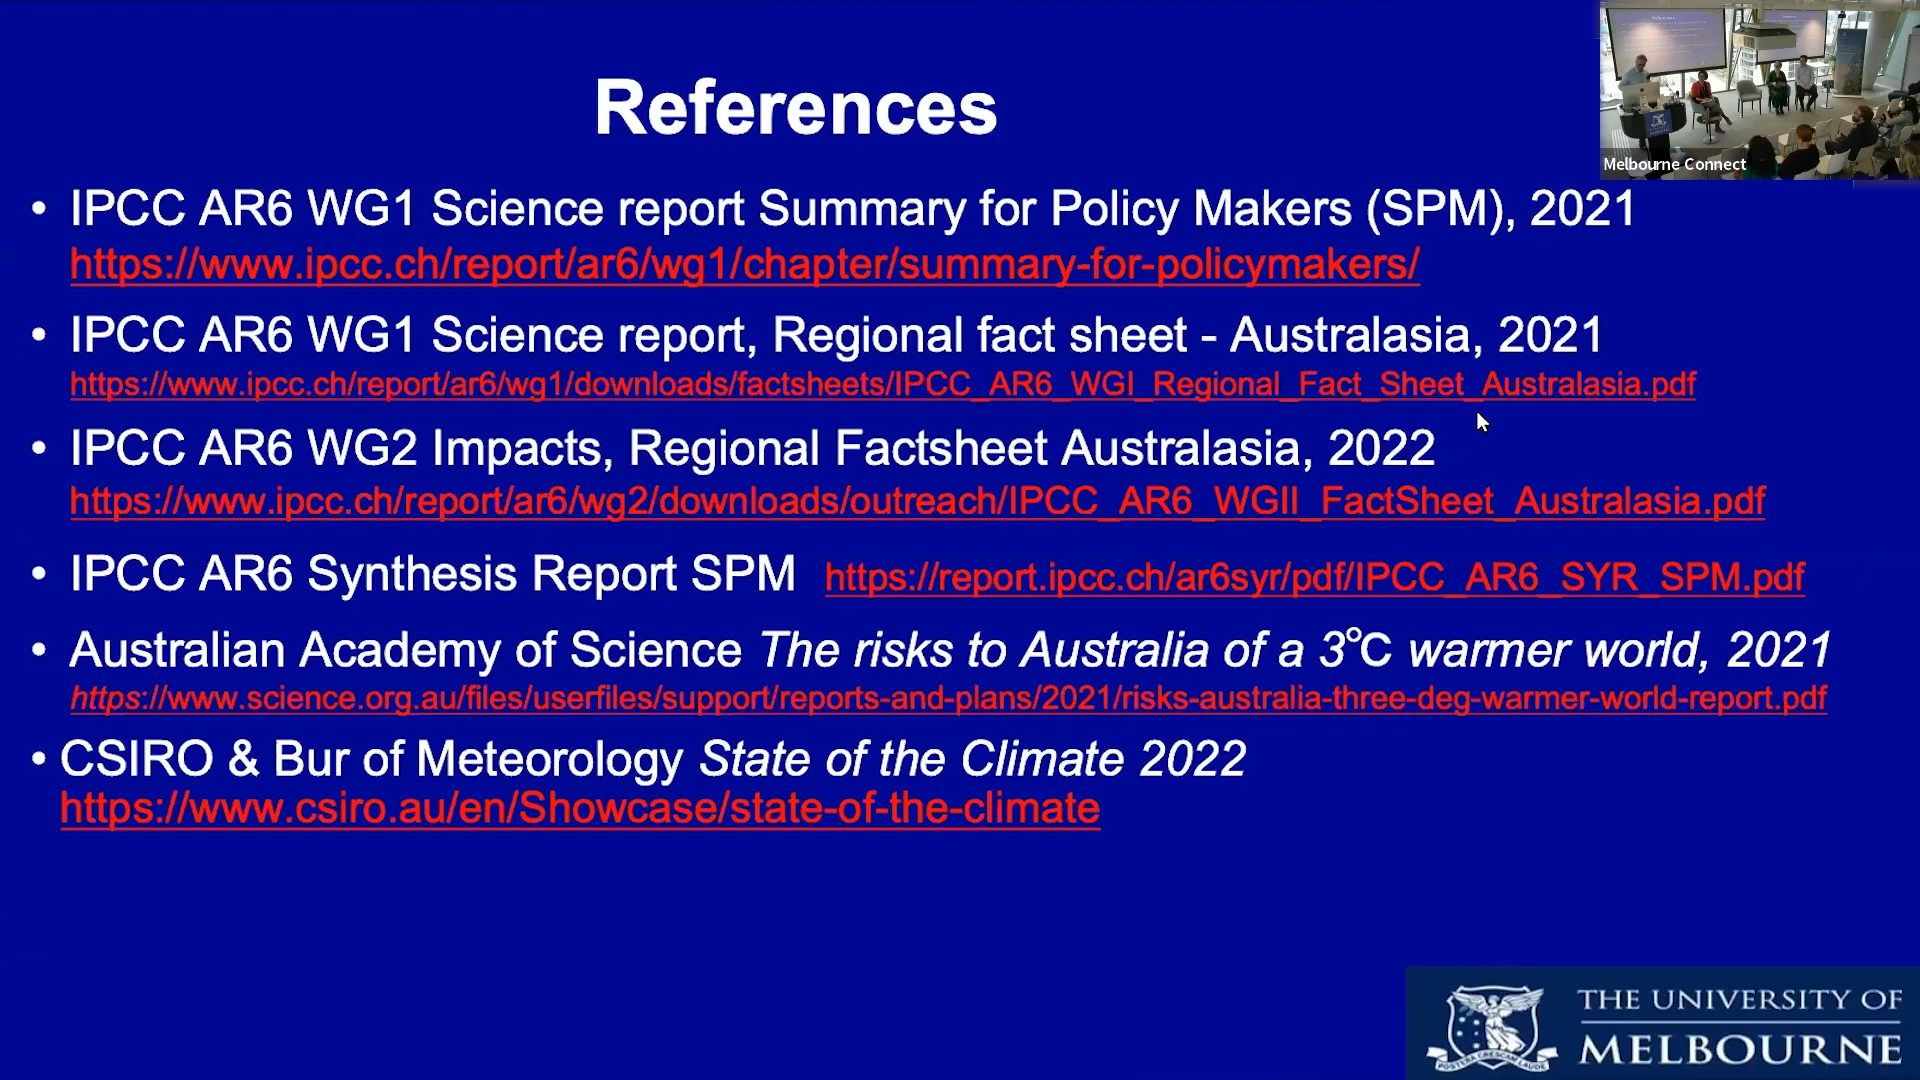 References
Melbourne Connect
• IPCC AR6 WG1 Science report Summary for Policy Makers (SPM), 2021
https://www.ipcc.ch/report/ar6/wg1/chapter/summary-for-policymakers/
• IPCC AR6 WG1 Science report, Regional fact sheet - Australasia, 2021
https://www.ipcc.ch/report/ar6/wg1/downloads/factsheets/IPCC_AR6_WGI_Regional_Fact_Sheet_Australasia.pdf
• IPCC AR6 WG2 Impacts, Regional Factsheet Australasia, 2022
https://www.ipcc.ch/report/ar6/wg2/downloads/outreach/IPCC_AR6_WGII_FactSheet_Australasia.pdf
• IPCC AR6 Synthesis Report SPM https://report.ipcc.ch/ar6syr/pdf/IPCC_AR6_SYR_SPM.pdf
• Australian Academy of Science The risks to Australia of a 3℃ warmer world, 2021
https://www.science.org.au/files/userfiles/support/reports-and-plans/2021/risks-australia-three-deg-warmer-world-report.pdf
• CSIRO & Bur of Meteorology State of the Climate 2022
https://www.csiro.au/en/Showcase/state-of-the-climate
POSTERA CRESCAM LAUDE
THE UNIVERSITY OF
MELBOURNE